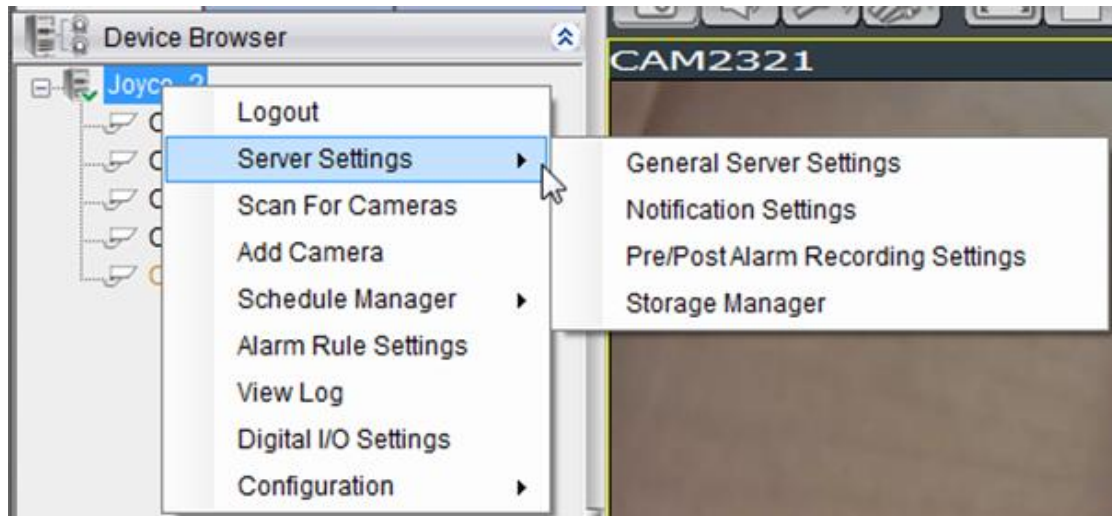 Device Browser
CAM2321
Logout
Server Settings
General Server Settings
Scan For Cameras
Notification Settings
Add Camera
Pre/Post Alarm Recording Settings
Schedule Manager
Storage Manager
Alarm Rule Settings
View Log
Digital I/O Settings
Configuration